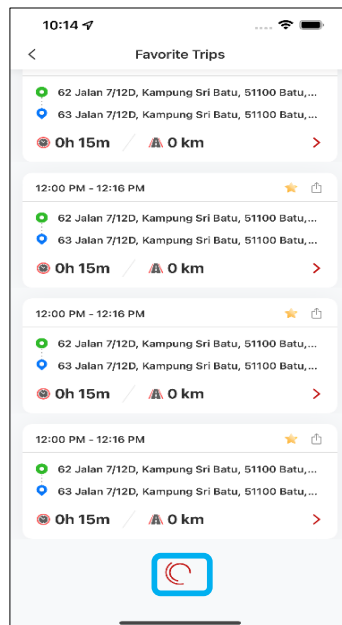 10:14
Favorite Trips
62 Jalan 7/12D, Kampung Sri Batu, 51100 Batu,...
63 Jalan 7/12D, Kampung Sri Batu, 51100 Batu,...
0h 15m / 0 km
12:00 PM - 12:16 PM
62 Jalan 7/12D, Kampung Sri Batu, 51100 Batu,...
63 Jalan 7/12D, Kampung Sri Batu, 51100 Batu,...
0h 15m / 0 km
12:00 PM - 12:16 PM
62 Jalan 7/12D, Kampung Sri Batu, 51100 Batu,...
63 Jalan 7/12D, Kampung Sri Batu, 51100 Batu,...
0h 15m / 0 km
12:00 PM - 12:16 PM
62 Jalan 7/12D, Kampung Sri Batu, 51100 Batu,...
63 Jalan 7/12D, Kampung Sri Batu, 51100 Batu,...
0h 15m / 0 km